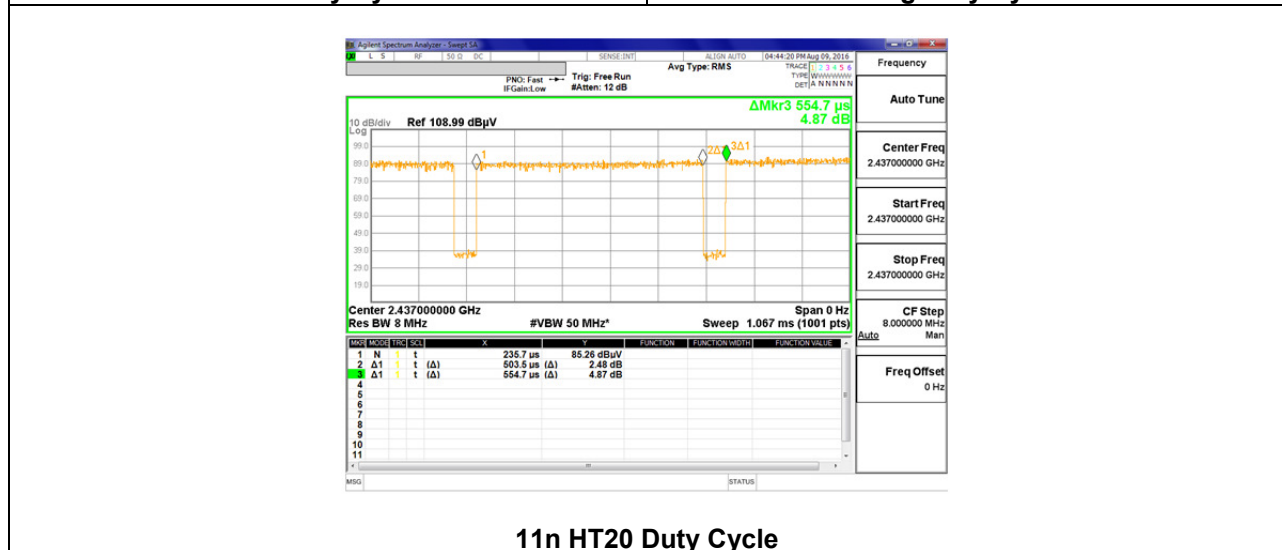 Agilent Spectrum Analyzer - Swept SA
L S RF 50 Ω DC SENSE:INT ALIGN AUTO 04:44:20 PM Aug 09, 2016
Frequency
Avg Type: RMS
TRACE 1 2 3 4 5 6
TYPE WWWWWW
DET A N N N N N
PNO: Fast
IFGain:Low
Trig: Free Run
#Atten: 12 dB
Auto Tune
ΔMkr3 554.7 µs
4.87 dB
10 dB/div Ref 108.99 dBµV
Log
99.0
89.0
79.0
69.0
59.0
49.0
39.0
29.0
19.0
1
3Δ1
Center Freq
2.437000000 GHz
Start Freq
2.437000000 GHz
Stop Freq
2.437000000 GHz
Center 2.437000000 GHz Span 0 Hz
Res BW 8 MHz #VBW 50 MHz* Sweep 1.067 ms (1001 pts)
CF Step
8.000000 MHz
Auto Man
MKR MODE TRC SCL X Y FUNCTION FUNCTION WIDTH FUNCTION VALUE
1 N 1 t 235.7 µs 85.26 dBµV
2 Δ1 1 t (Δ) 503.5 µs (Δ) 2.48 dB
3 Δ1 1 t (Δ) 554.7 µs (Δ) 4.87 dB
4
5
6
7
8
9
10
11
Freq Offset
0 Hz
MSG STATUS
11n HT20 Duty Cycle